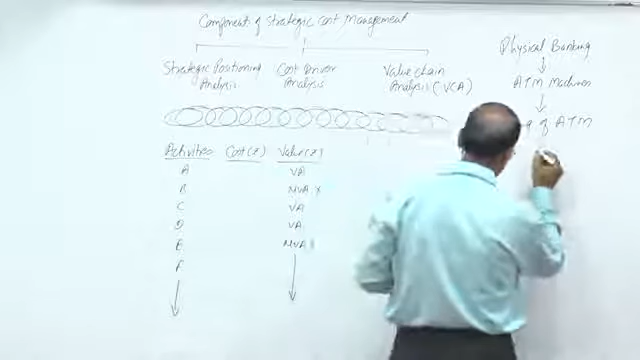 Components of Strategic Cost Management
Strategic Positioning Analysis
Cost Driver Analysis
Value chain Analysis (VCA)
Activities Cost(₹) Value(₹)
A VA
B NVA X
C VA
D VA
E NVA
F
Physical Banking
ATM Machines
of ATM